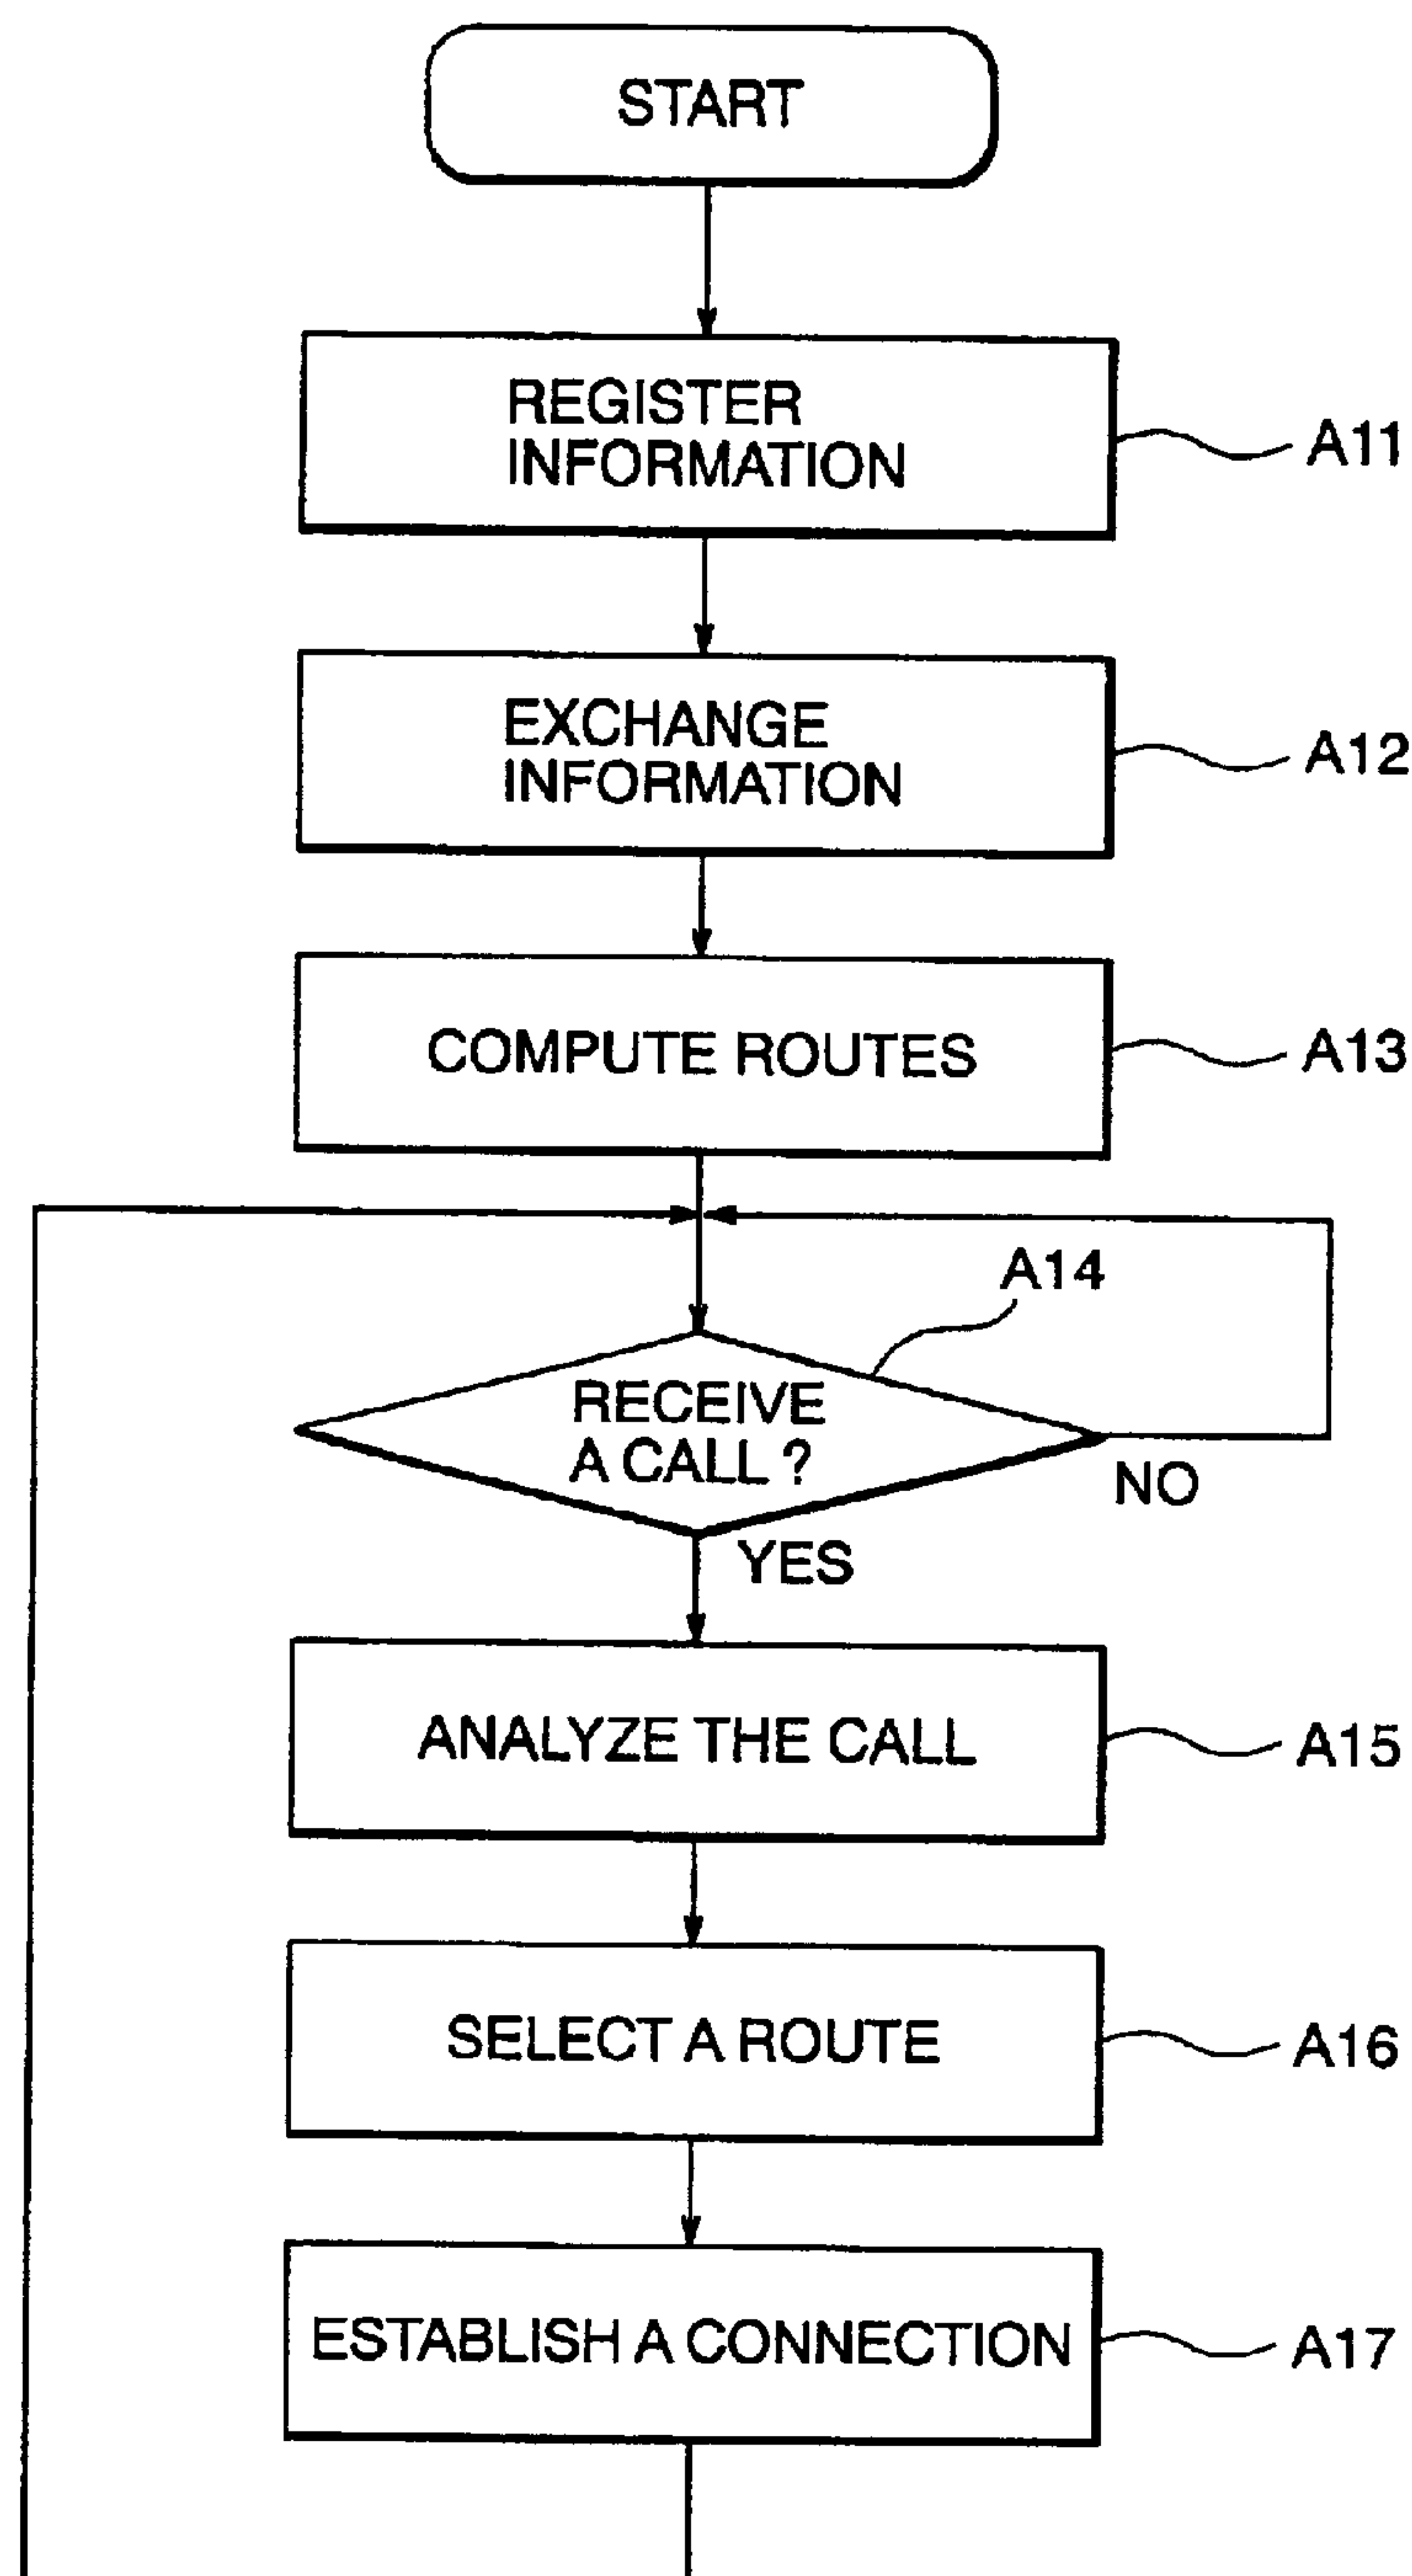 START
REGISTER
INFORMATION
A11
EXCHANGE
INFORMATION
A12
COMPUTE ROUTES
A13
A14
RECEIVE
A CALL ?
NO
YES
ANALYZE THE CALL
A15
SELECT A ROUTE
A16
ESTABLISH A CONNECTION
A17